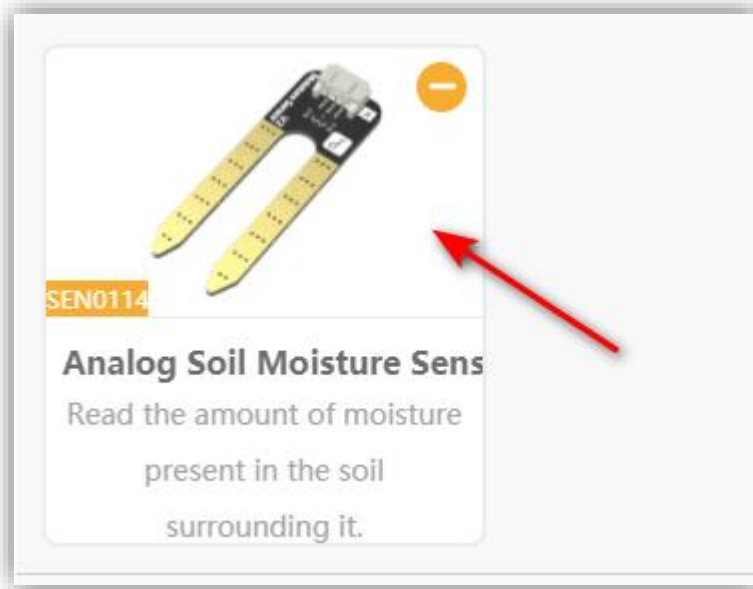 SEN0114
Analog Soil Moisture Sens
Read the amount of moisture
present in the soil
surrounding it.